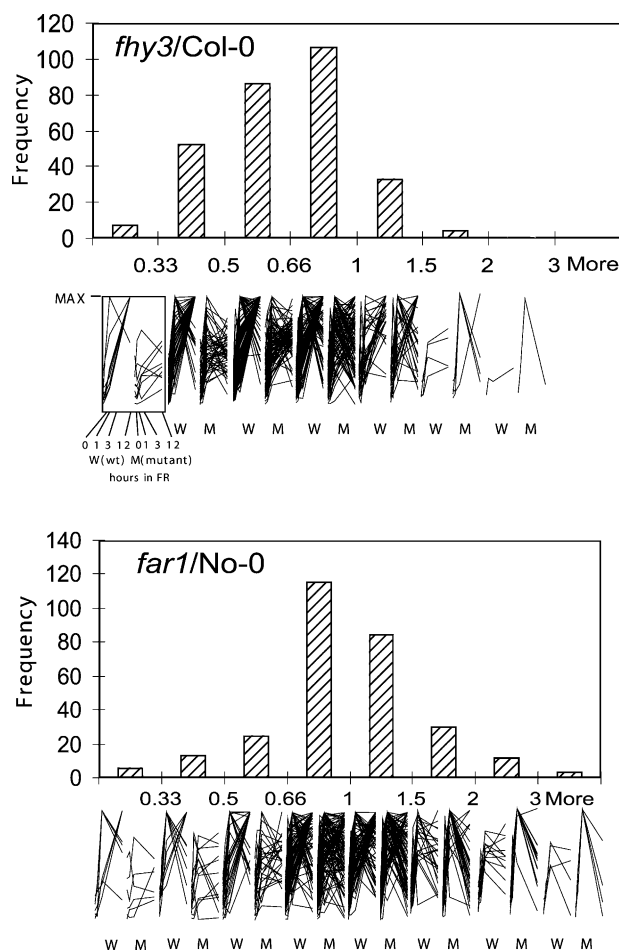 120
fhy3/Col-0
100
80
60
40
20
0
Frequency
0.33 0.5 0.66 1 1.5 2 3 More
MAX
W M W M W M W M W M W M
0 1 3 12 0 1 3 12
W(wt) M(mutant)
hours in FR
140
far1/No-0
120
100
80
60
40
20
0
Frequency
0.33 0.5 0.66 1 1.5 2 3 More
W M W M W M W M W M W M W M W M